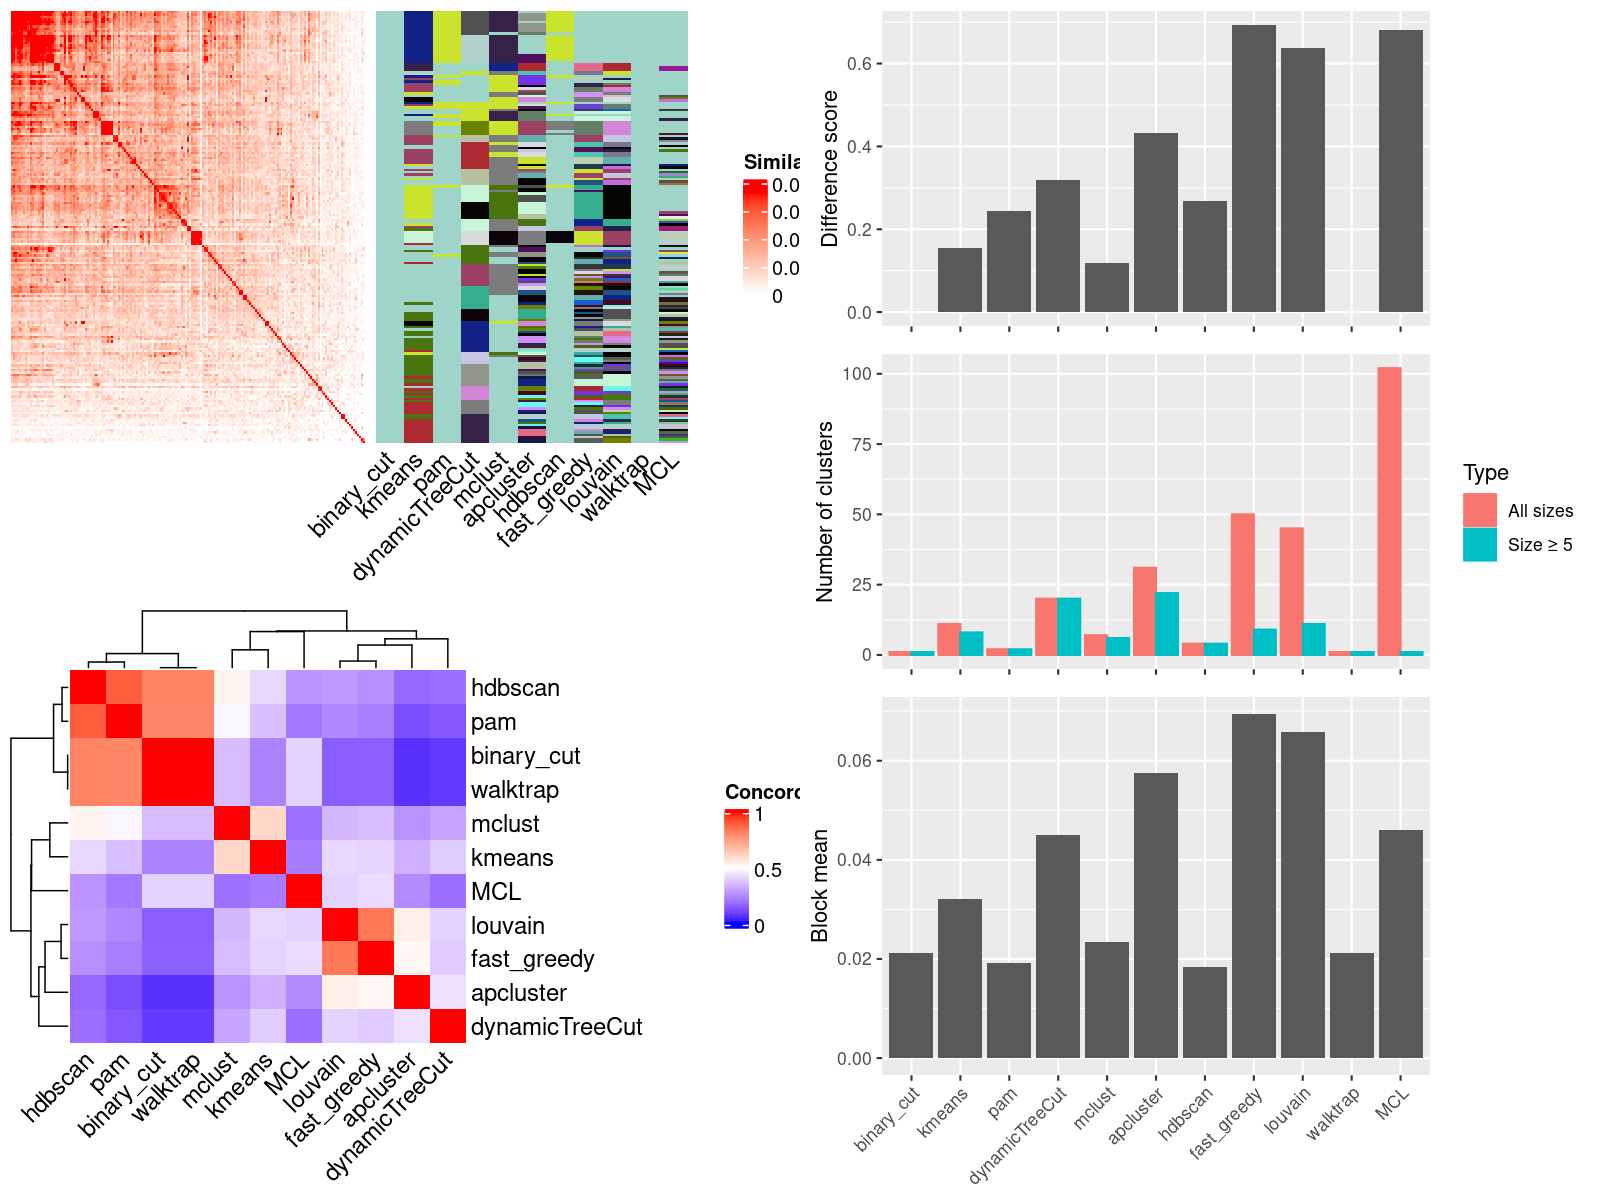 Simila
0.0
0.0
0.0
0.0
0
binary_cut
kmeans
pam
dynamicTreeCut
mclust
apcluster
hdbscan
fast_greedy
louvain
walktrap
MCL
hdbscan
pam
binary_cut
walktrap
mclust
kmeans
MCL
louvain
fast_greedy
apcluster
dynamicTreeCut
hdbscan
pam
binary_cut
walktrap
mclust
kmeans
MCL
louvain
fast_greedy
apcluster
dynamicTreeCut
Concord
1
0.5
0
Difference score
0.6
0.4
0.2
0.0
Number of clusters
100
75
50
25
0
Type
All sizes
Size ≥ 5
Block mean
0.06
0.04
0.02
0.00
binary_cut
kmeans
pam
dynamicTreeCut
mclust
apcluster
hdbscan
fast_greedy
louvain
walktrap
MCL